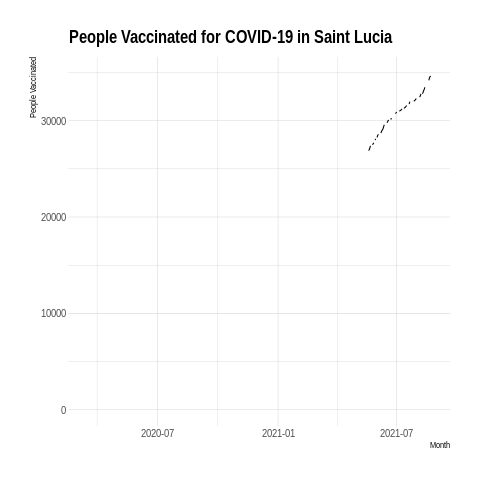 People Vaccinated for COVID-19 in Saint Lucia
People Vaccinated
30000
20000
10000
0
2020-07
2021-01
2021-07
Month